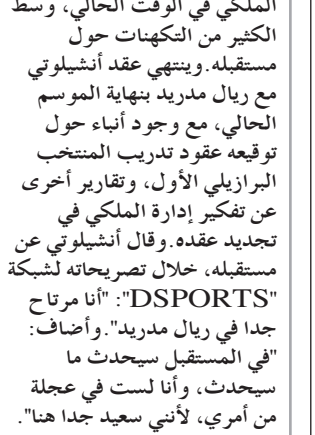 الملكي في الوقت الحالي، وسط
الكثير من التكهنات حول
مستقبله.وينتهي عقد أنشيلوتي
مع ريال مدريد بنهاية الموسم
الحالي، مع وجود أنباء حول
توقيعه عقود تدريب المنتخب
البرازيلي الأول، وتقارير أخرى
عن تفكير إدارة الملكي في
تجديد عقده.وقال أنشيلوتي عن
مستقبله، خلال تصريحاته لشبكة
"DSPORTS": "أنا مرتاح
جدا في ريال مدريد".وأضاف:
"في المستقبل سيحدث ما
سيحدث، وأنا لست في عجلة
من أمري، لأنني سعيد جدا هنا".